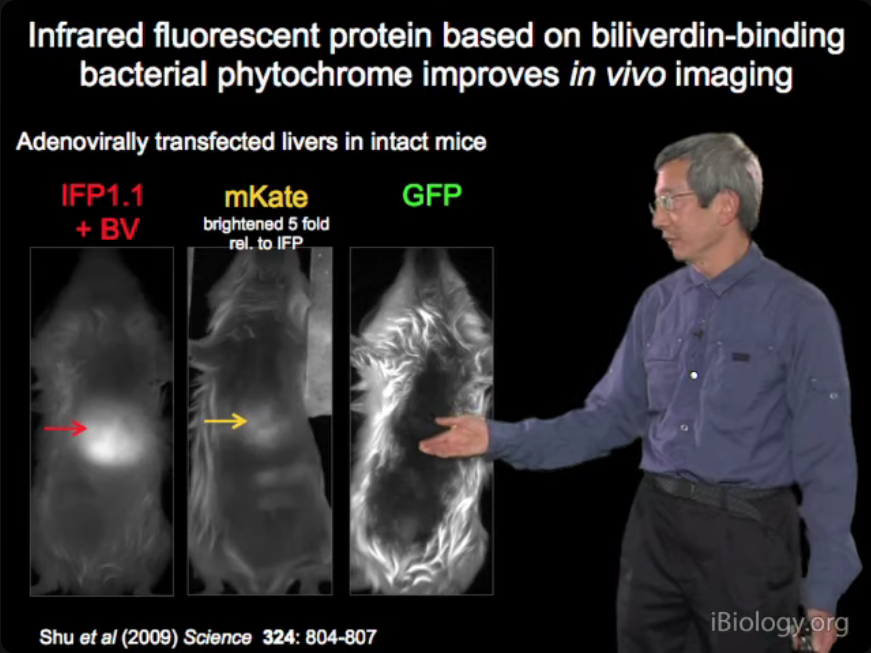 Infrared fluorescent protein based on biliverdin-binding
bacterial phytochrome improves in vivo imaging
Adenovirally transfected livers in intact mice
IFP1.1
+ BV
mKate
brightened 5 fold
rel. to IFP
GFP
Shu et al (2009) Science 324: 804-807
iBiology.org